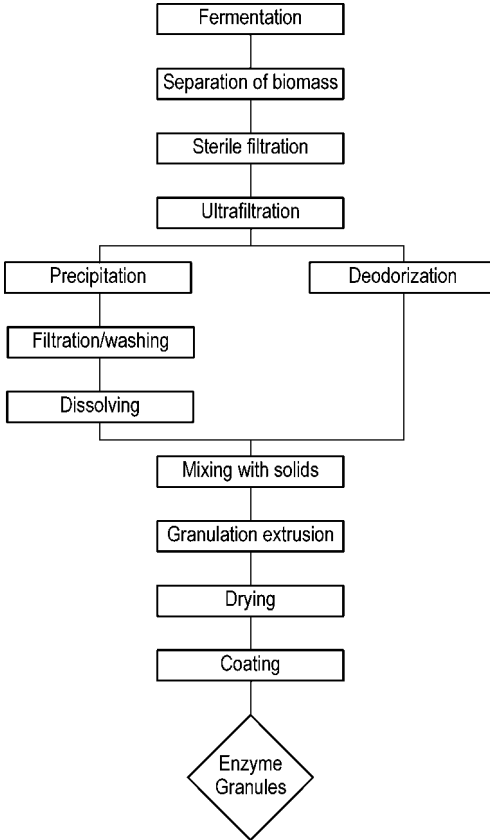 Fermentation
Separation of biomass
Sterile filtration
Ultrafiltration
Precipitation
Deodorization
Filtration/washing
Dissolving
Mixing with solids
Granulation extrusion
Drying
Coating
Enzyme
Granules